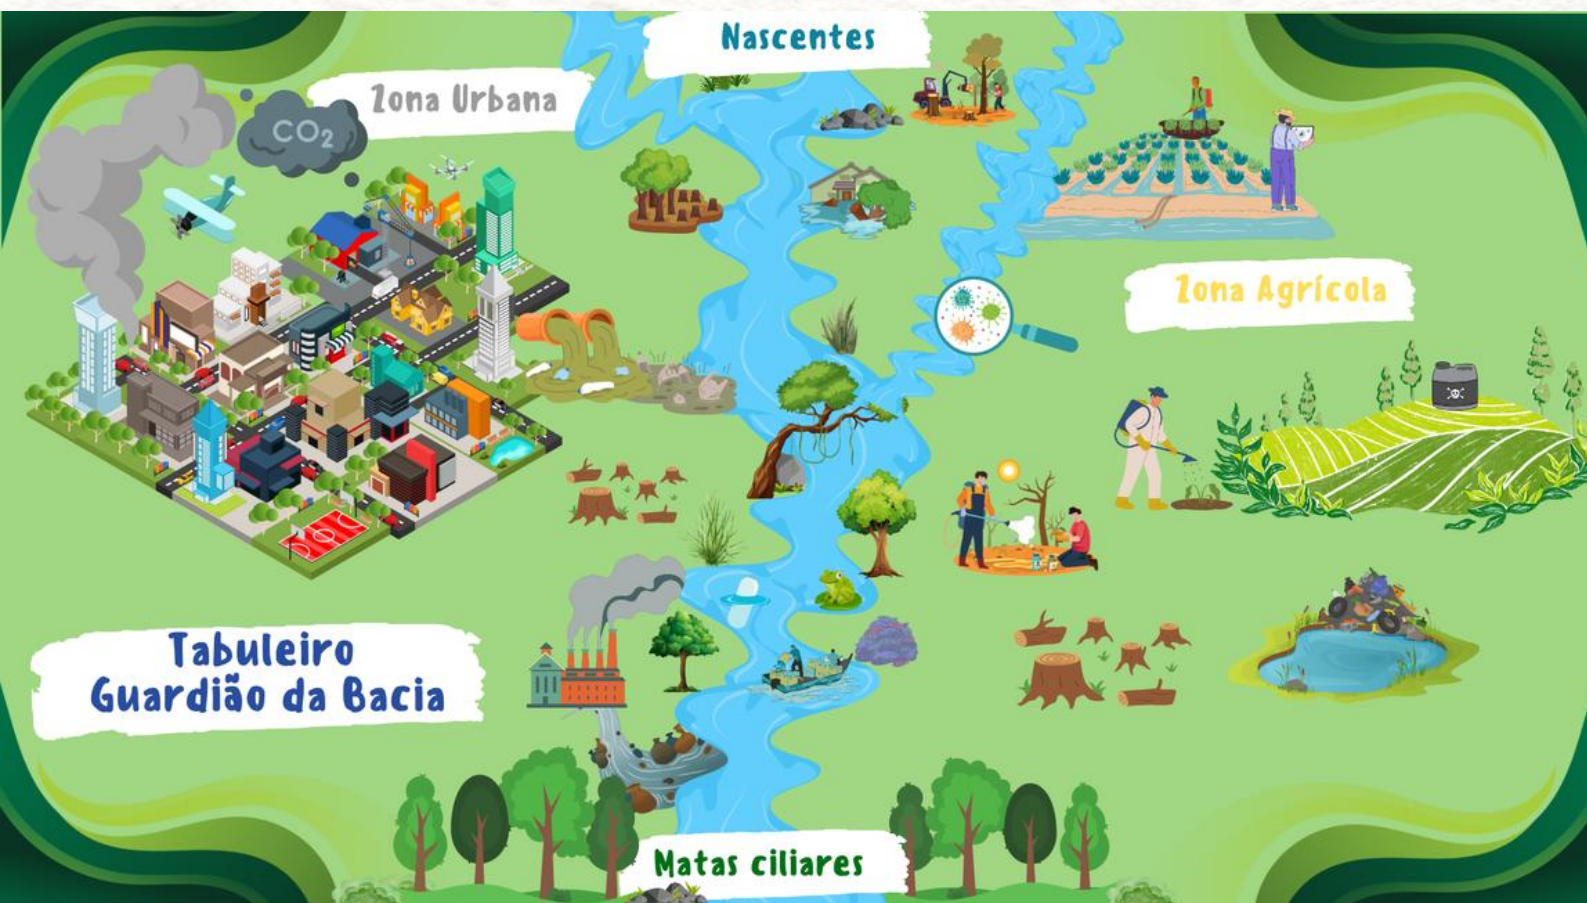 Nascentes
Zona Urbana
CO₂
Zona Agrícola
Tabuleiro
Guardião da Bacia
Matas ciliares